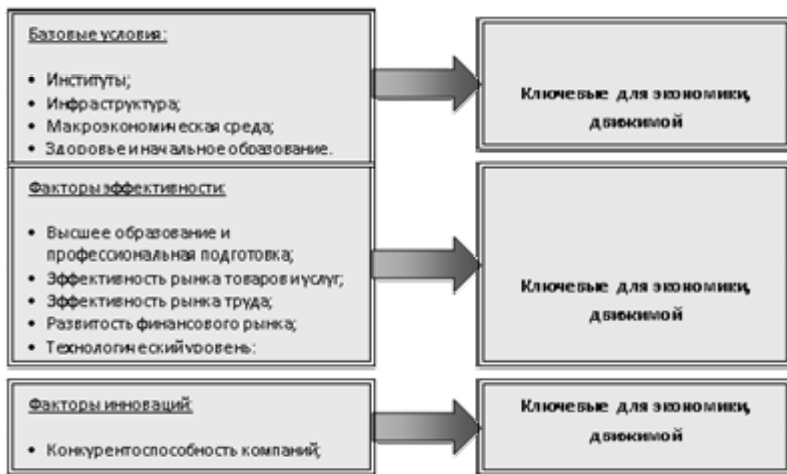 Базовые условия:
• Институты;
• Инфраструктура;
• Макроэкономическая среда;
• Здоровье и начальное образование.
Ключевые для экономики,
движимой
Факторы эффективности:
• Высшее образование и
профессиональная подготовка;
• Эффективность рынка товаров и услуг;
• Эффективность рынка труда;
• Развитость финансового рынка;
• Технологический уровень;
Ключевые для экономики,
движимой
Факторы инноваций:
• Конкурентоспособность компаний;
Ключевые для экономики,
движимой